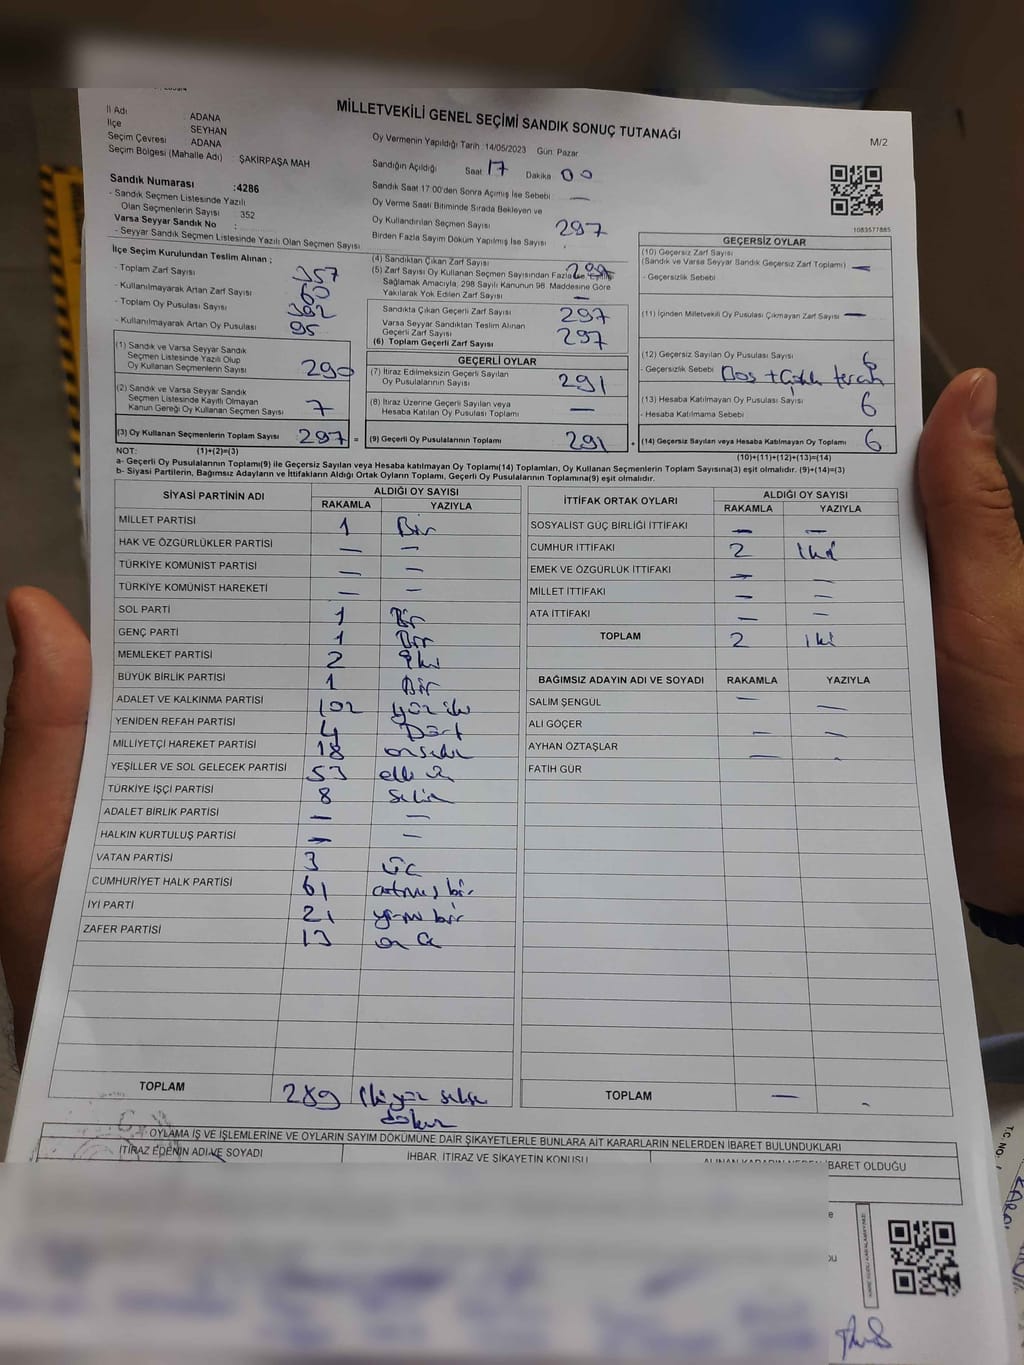 MİLLETVEKİLİ GENEL SEÇİMİ SANDIK SONUÇ TUTANAĞI
M/2
İl Adı : ADANA
İlçe SEYHAN
Seçim Çevresi ADANA
Seçim Bölgesi (Mahalle Adı) : ŞAKİRPAŞA MAH
Sandık Numarası :4286
- Sandık Seçmen Listesinde Yazılı
Olan Seçmenlerin Sayısı : 352
Varsa Seyyar Sandık No :
- Seyyar Sandık Seçmen Listesinde Yazılı Olan Seçmen Sayısı :
Oy Vermenin Yapıldığı Tarih :14/05/2023 Gün: Pazar
Sandığın Açıldığı Saat 17 Dakika 00
Sandık Saat 17:00'den Sonra Açılmış İse Sebebi : —
Oy Verme Saati Bitiminde Sırada Bekleyen ve
Oy Kullandırılan Seçmen Sayısı 297
Birden Fazla Sayım Döküm Yapılmış İse Sayısı
1083577885
İlçe Seçim Kurulundan Teslim Alınan ;
- Toplam Zarf Sayısı : 357
- Kullanılmayarak Artan Zarf Sayısı : 60
- Toplam Oy Pusulası Sayısı : 392
- Kullanılmayarak Artan Oy Pusulası : 95
(1) Sandık ve Varsa Seyyar Sandık
Seçmen Listesinde Yazılı Olup
Oy Kullanan Seçmenlerin Sayısı 290
(2) Sandık ve Varsa Seyyar Sandık
Seçmen Listesinde Kayıtlı Olmayan
Kanun Gereği Oy Kullanan Seçmen Sayısı 7
(3) Oy Kullanan Seçmenlerin Toplam Sayısı 297 =
(4) Sandıktan Çıkan Zarf Sayısı 297
(5) Zarf Sayısı Oy Kullanan Seçmen Sayısından Fazla ise, Eşitliği
Sağlamak Amacıyla, 298 Sayılı Kanunun 98. Maddesine Göre
Yakılarak Yok Edilen Zarf Sayısı —
Sandıkta Çıkan Geçerli Zarf Sayısı 297
Varsa Seyyar Sandıktan Teslim Alınan
Geçerli Zarf Sayısı
(6) Toplam Geçerli Zarf Sayısı 297
GEÇERLİ OYLAR
(7) İtiraz Edilmeksizin Geçerli Sayılan
Oy Pusulalarının Sayısı 291
(8) İtiraz Üzerine Geçerli Sayılan veya
Hesaba Katılan Oy Pusulası Toplamı —
(9) Geçerli Oy Pusulalarının Toplamı 291 +
GEÇERSİZ OYLAR
(10) Geçersiz Zarf Sayısı
(Sandık ve Varsa Seyyar Sandık Geçersiz Zarf Toplamı) : —
- Geçersizlik Sebebi :
(11) İçinden Milletvekili Oy Pusulası Çıkmayan Zarf Sayısı : —
(12) Geçersiz Sayılan Oy Pusulası Sayısı : 6
- Geçersizlik Sebebi :
(13) Hesaba Katılmayan Oy Pusulası Sayısı : 6
- Hesaba Katılmama Sebebi :
(14) Geçersiz Sayılan veya Hesaba Katılmayan Oy Toplamı 6
NOT: (1)+(2)=(3)
(10)+(11)+(12)+(13)=(14)
a- Geçerli Oy Pusulalarının Toplamı(9) ile Geçersiz Sayılan veya Hesaba katılmayan Oy Toplamı(14) Toplamları, Oy Kullanan Seçmenlerin Toplam Sayısına(3) eşit olmalıdır. (9)+(14)=(3)
b- Siyasi Partilerin, Bağımsız Adayların ve İttifakların Aldığı Ortak Oyların Toplamı, Geçerli Oy Pusulalarının Toplamına(9) eşit olmalıdır.
SİYASİ PARTİNİN ADI ALDIĞI OY SAYISI
RAKAMLA YAZIYLA
MİLLET PARTİSİ 1 Bir
HAK VE ÖZGÜRLÜKLER PARTİSİ — —
TÜRKİYE KOMÜNİST PARTİSİ — —
TÜRKİYE KOMÜNİST HAREKETİ — —
SOL PARTİ 1 Bir
GENÇ PARTİ 1 Bir
MEMLEKET PARTİSİ 2 iki
BÜYÜK BİRLİK PARTİSİ 1 Bir
ADALET VE KALKINMA PARTİSİ 102 yüz iki
YENİDEN REFAH PARTİSİ 4 Dört
MİLLİYETÇİ HAREKET PARTİSİ 18 onsekiz
YEŞİLLER VE SOL GELECEK PARTİSİ 53 elli üç
TÜRKİYE İŞÇİ PARTİSİ 8 sekiz
ADALET BİRLİK PARTİSİ — —
HALKIN KURTULUŞ PARTİSİ — —
VATAN PARTİSİ 3 üç
CUMHURİYET HALK PARTİSİ 61 atmış bir
İYİ PARTİ 21 yirmi bir
ZAFER PARTİSİ 13 on üç
TOPLAM 289 ikiyüz seksen
dokuz
İTTİFAK ORTAK OYLARI ALDIĞI OY SAYISI
RAKAMLA YAZIYLA
SOSYALİST GÜÇ BİRLİĞİ İTTİFAKI — —
CUMHUR İTTİFAKI 2 iki
EMEK VE ÖZGÜRLÜK İTTİFAKI — —
MİLLET İTTİFAKI — —
ATA İTTİFAKI — —
TOPLAM 2 iki
BAĞIMSIZ ADAYIN ADI VE SOYADI RAKAMLA YAZIYLA
SALİM ŞENGÜL — —
ALİ GÖÇER — —
AYHAN ÖZTAŞLAR — -
FATİH GÜR
TOPLAM — -
OYLAMA İŞ VE İŞLEMLERİNE VE OYLARIN SAYIM DÖKÜMÜNE DAİR ŞİKAYETLERLE BUNLARA AİT KARARLARIN NELERDEN İBARET BULUNDUKLARI
İTİRAZ EDENİN ADI VE SOYADI
İHBAR, İTİRAZ VE ŞİKAYETİN KONUSU
İBARET OLDUĞU
T.C. NO: